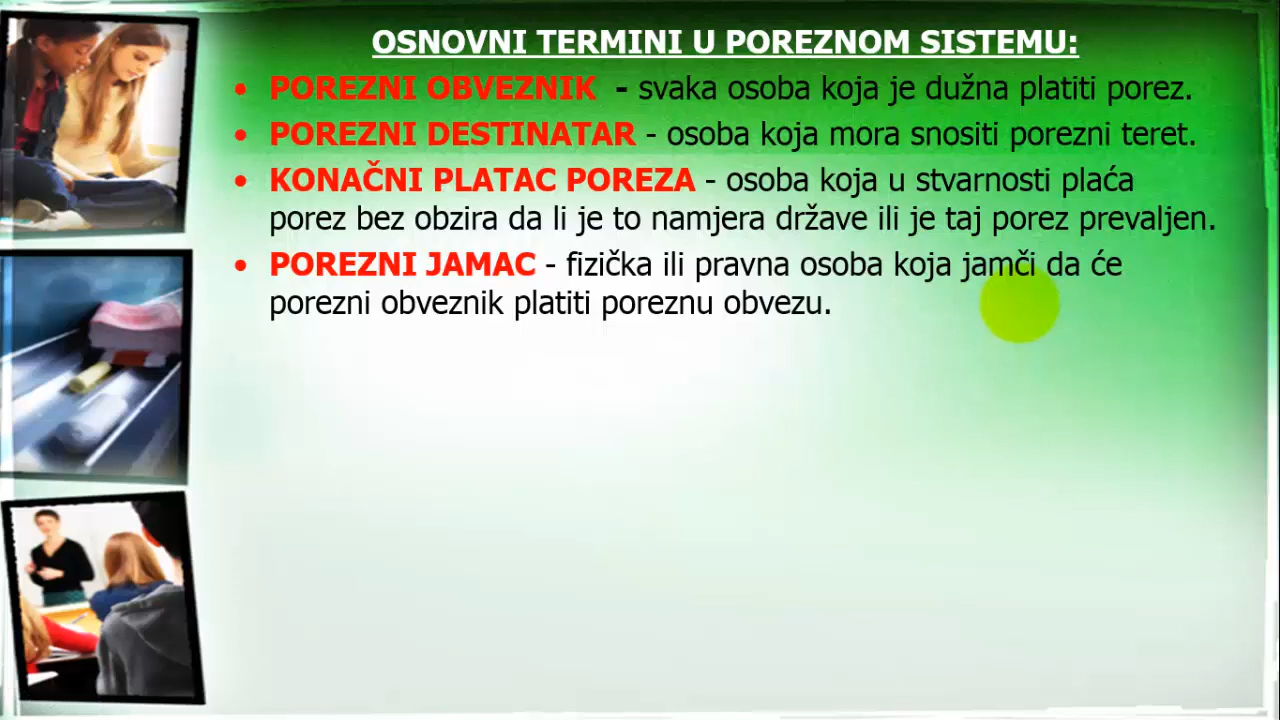 OSNOVNI TERMINI U POREZNOM SISTEMU:
• POREZNI OBVEZNIK - svaka osoba koja je dužna platiti porez.
• POREZNI DESTINATAR - osoba koja mora snositi porezni teret.
• KONAČNI PLATAC POREZA - osoba koja u stvarnosti plaća
porez bez obzira da li je to namjera države ili je taj porez prevaljen.
• POREZNI JAMAC - fizička ili pravna osoba koja jamči da će
porezni obveznik platiti poreznu obvezu.